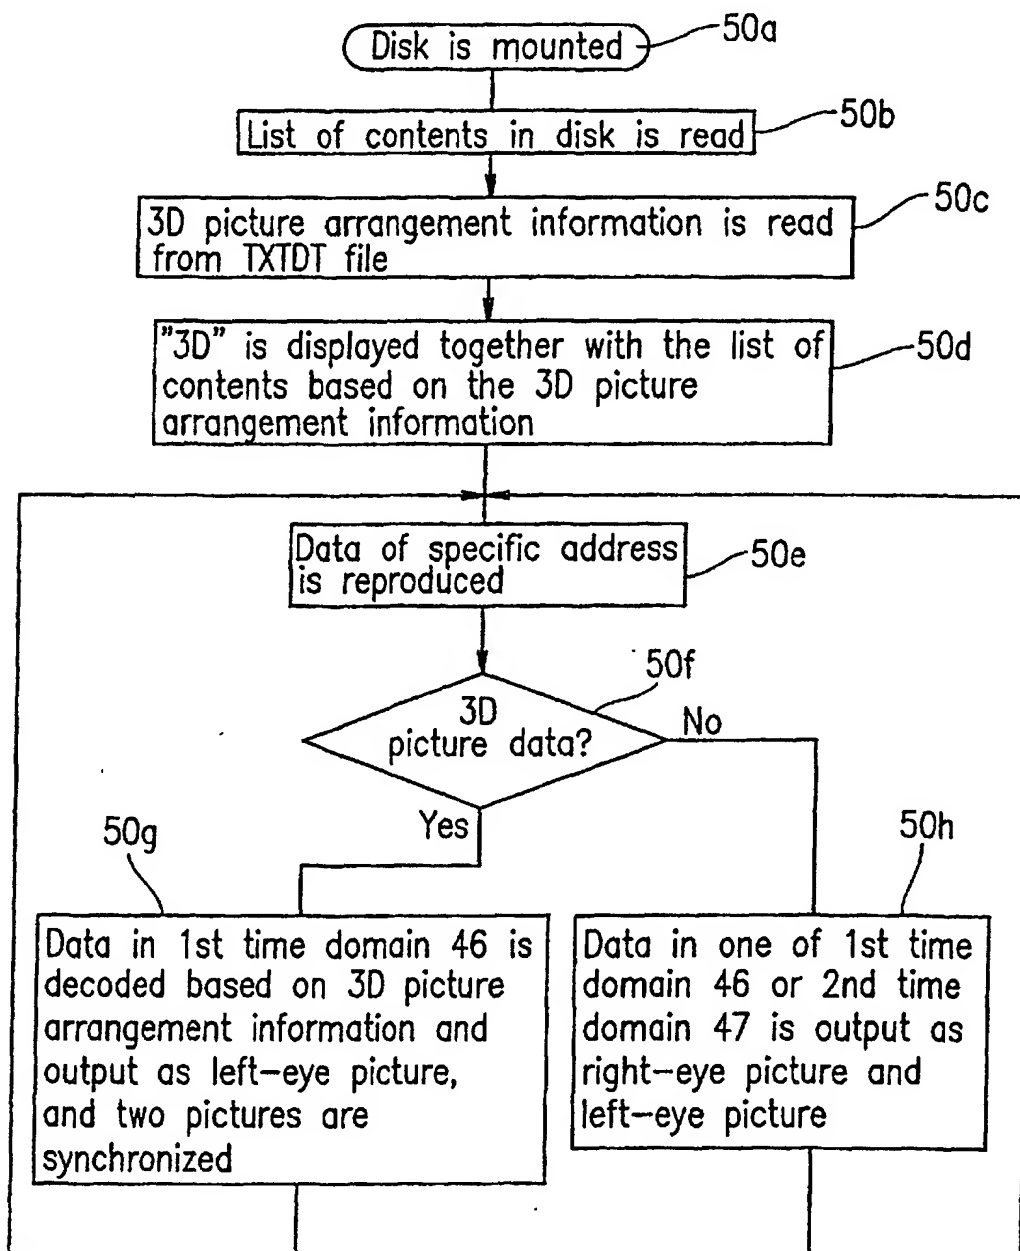 Disk is mounted
50a
List of contents in disk is read
50b
3D picture arrangement information is read
from TXTDT file
50c
"3D" is displayed together with the list of
contents based on the 3D picture
arrangement information
50d
Data of specific address
is reproduced
50e
3D
picture data?
50f
No
Yes
50g
Data in 1st time domain 46 is
decoded based on 3D picture
arrangement information and
output as left-eye picture,
and two pictures are
synchronized
50h
Data in one of 1st time
domain 46 or 2nd time
domain 47 is output as
right-eye picture and
left-eye picture